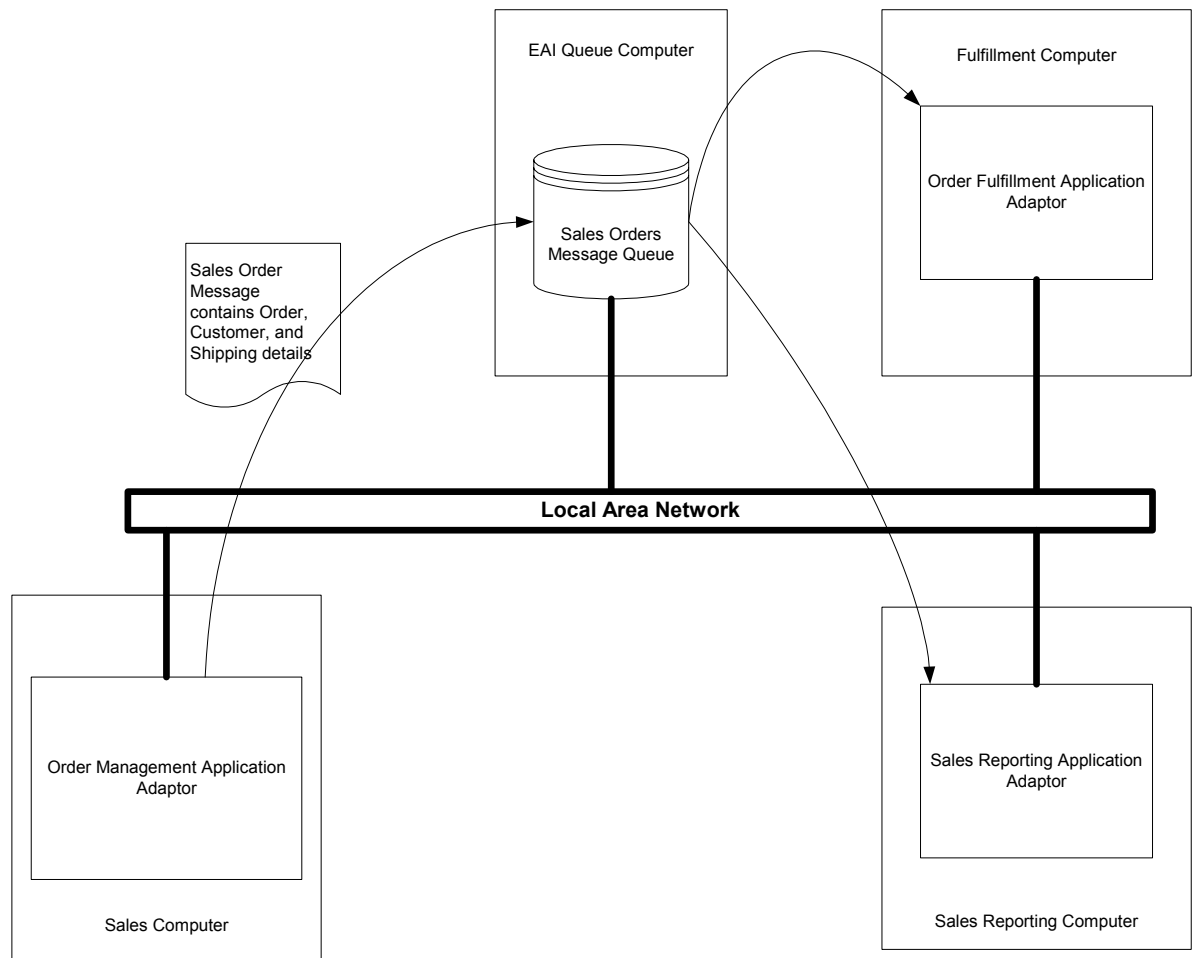 EAI Queue Computer
Fulfillment Computer
Order Fulfillment Application
Adaptor
Sales Orders
Message Queue
Sales Order
Message
contains Order,
Customer, and
Shipping details
Local Area Network
Order Management Application
Adaptor
Sales Computer
Sales Reporting Application
Adaptor
Sales Reporting Computer